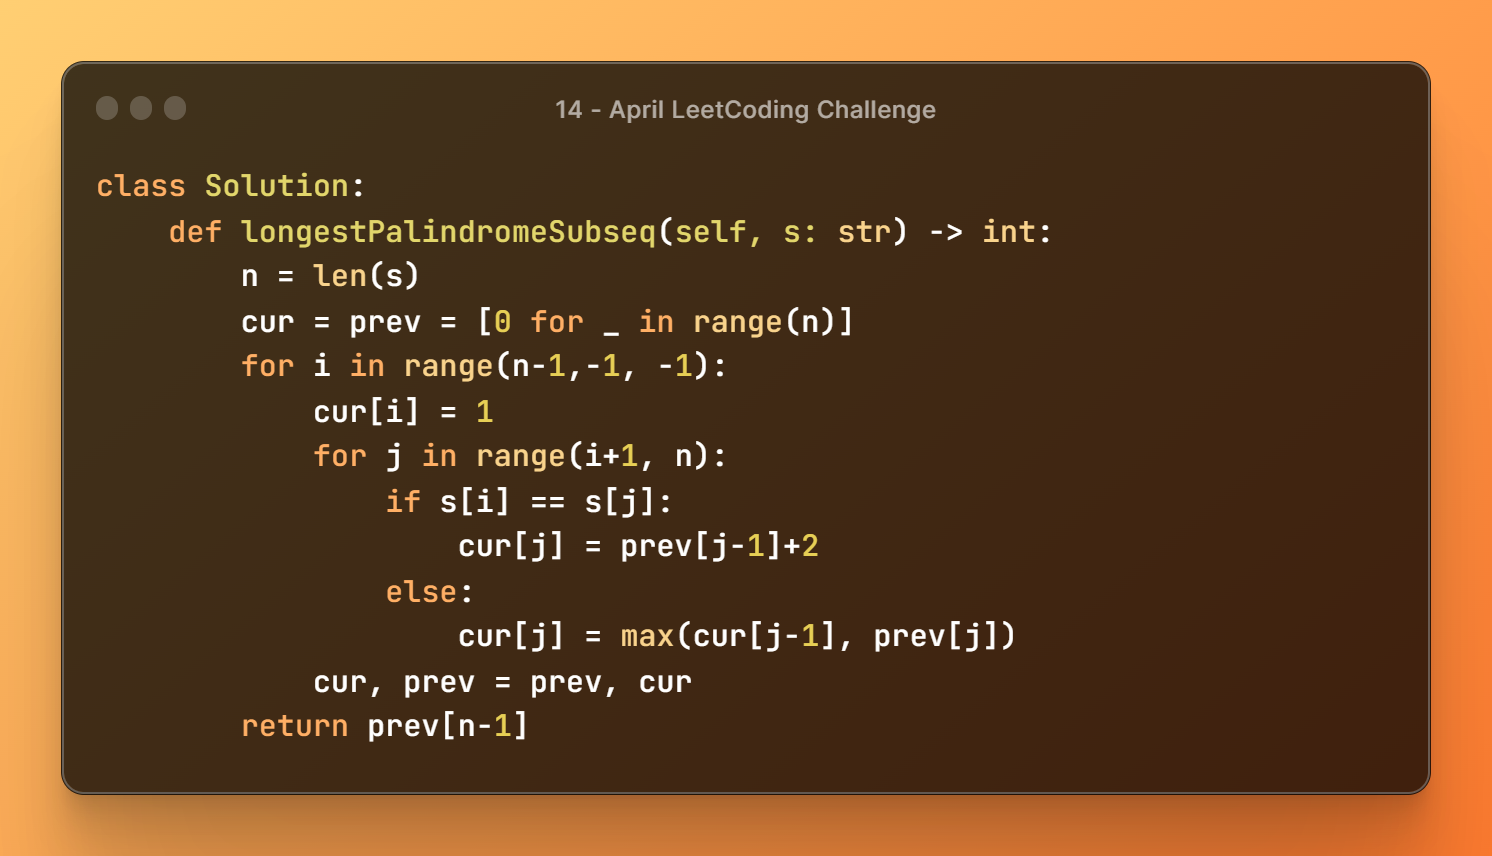 14 - April LeetCoding Challenge
class Solution:
    def longestPalindromeSubseq(self, s: str) -> int:
        n = len(s)
        cur = prev = [0 for _ in range(n)]
        for i in range(n-1,-1, -1):
            cur[i] = 1
            for j in range(i+1, n):
                if s[i] == s[j]:
                    cur[j] = prev[j-1]+2
                else:
                    cur[j] = max(cur[j-1], prev[j])
            cur, prev = prev, cur
        return prev[n-1]